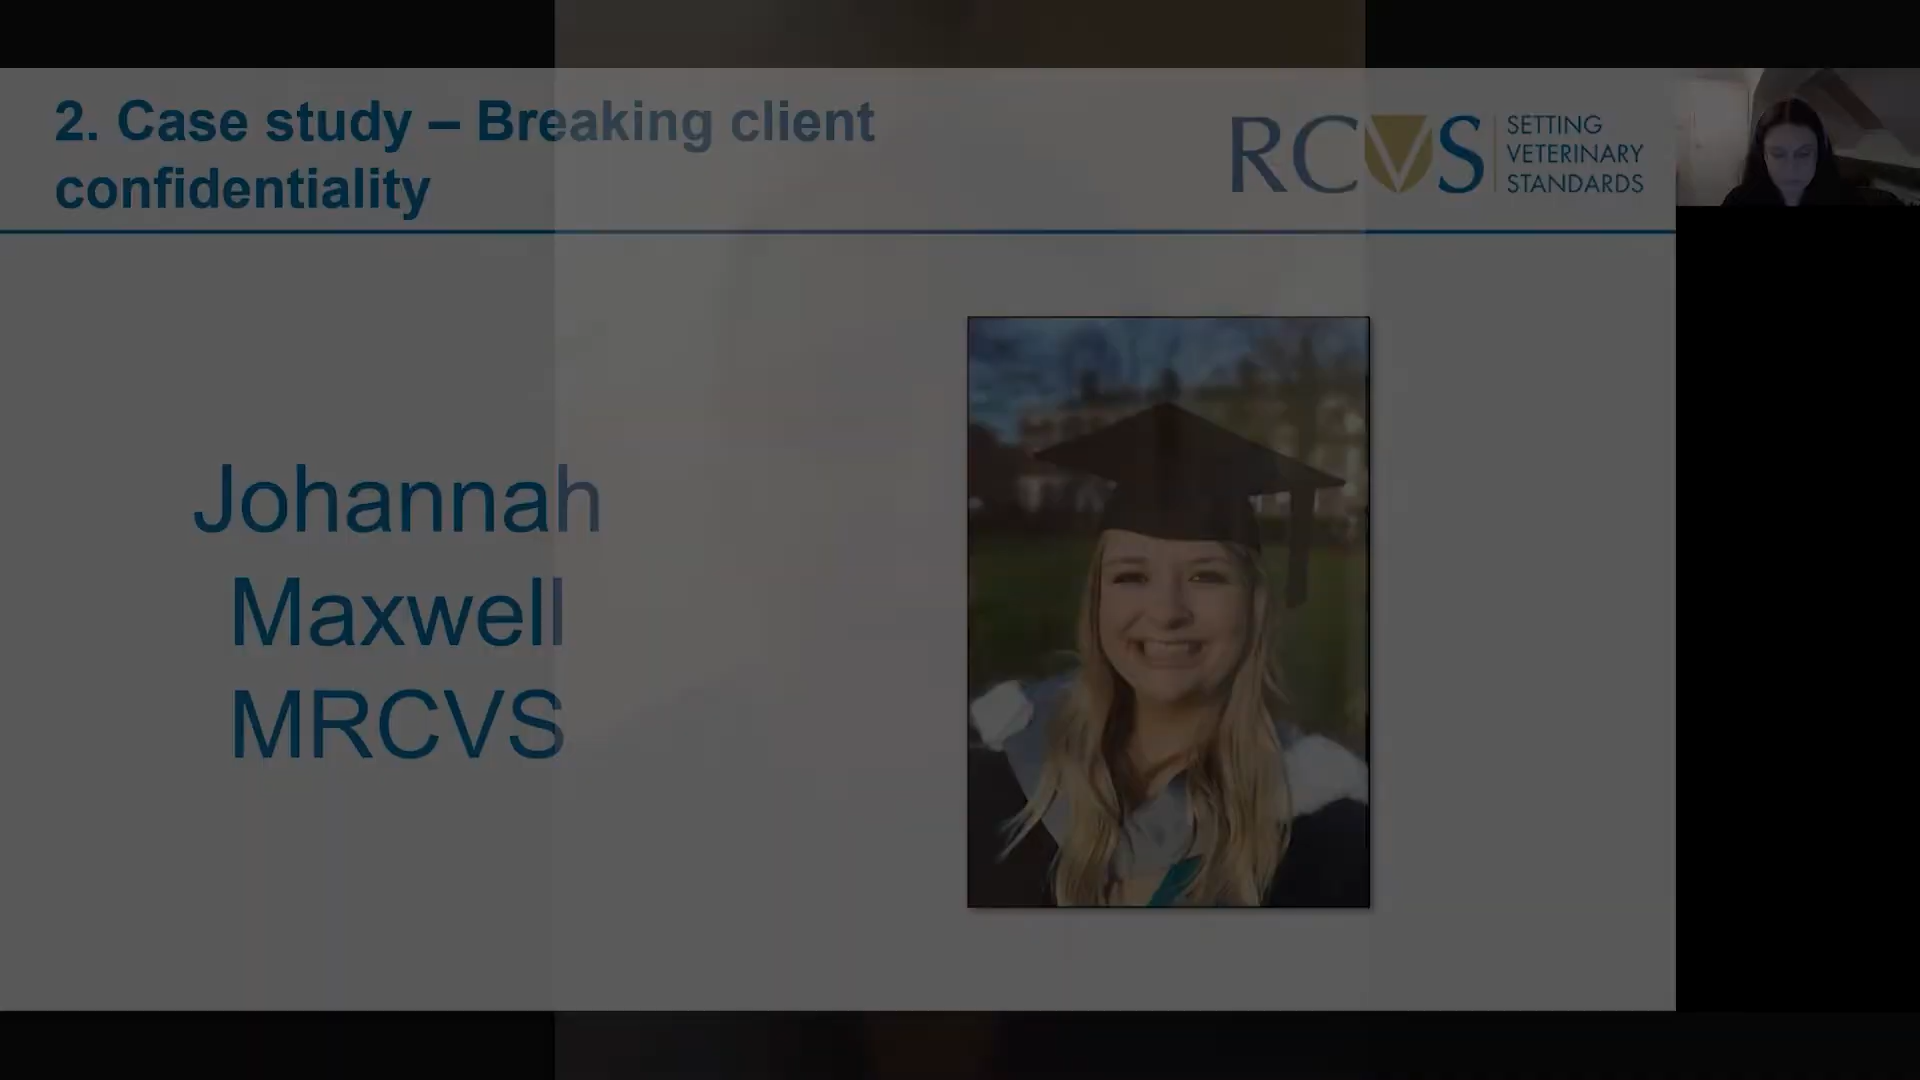 2. Case study – Breaking client
confidentiality
RCVS
SETTING
VETERINARY
STANDARDS
Johannah
Maxwell
MRCVS